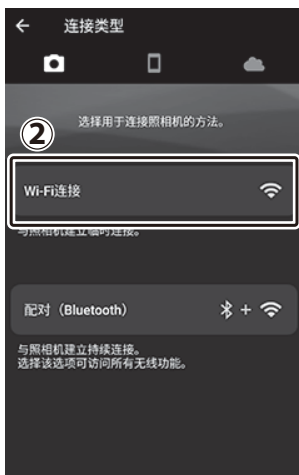 连接类型
选择用于连接照相机的方法。
②
Wi-Fi连接
与照相机建立临时连接。
配对（Bluetooth） +
与照相机建立持续连接。
选择该选项可访问所有无线功能。